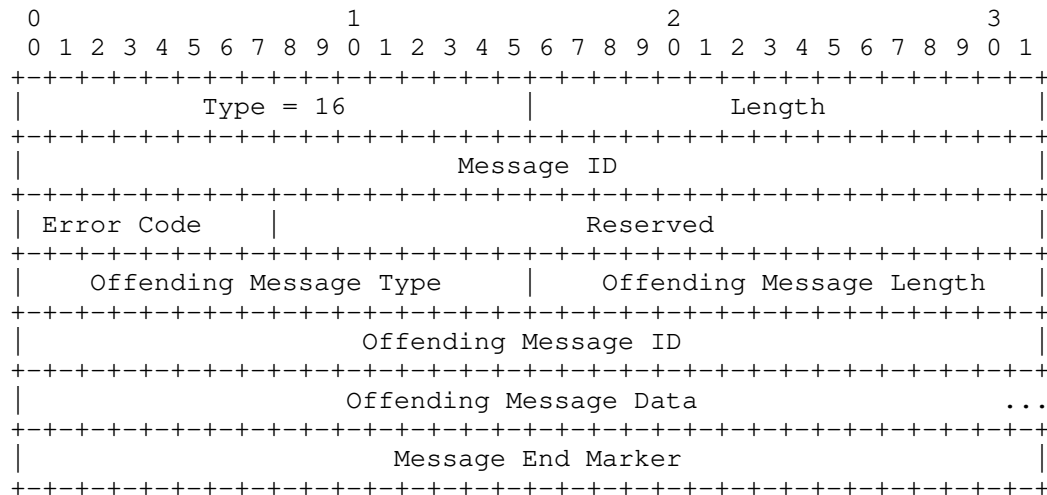 0                   1                   2                   3
0 1 2 3 4 5 6 7 8 9 0 1 2 3 4 5 6 7 8 9 0 1 2 3 4 5 6 7 8 9 0 1
+-+-+-+-+-+-+-+-+-+-+-+-+-+-+-+-+-+-+-+-+-+-+-+-+-+-+-+-+-+-+-+-+
|           Type = 16           |            Length             |
+-+-+-+-+-+-+-+-+-+-+-+-+-+-+-+-+-+-+-+-+-+-+-+-+-+-+-+-+-+-+-+-+
|                          Message ID                           |
+-+-+-+-+-+-+-+-+-+-+-+-+-+-+-+-+-+-+-+-+-+-+-+-+-+-+-+-+-+-+-+-+
|  Error Code   |                   Reserved                    |
+-+-+-+-+-+-+-+-+-+-+-+-+-+-+-+-+-+-+-+-+-+-+-+-+-+-+-+-+-+-+-+-+
|    Offending Message Type     |   Offending Message Length    |
+-+-+-+-+-+-+-+-+-+-+-+-+-+-+-+-+-+-+-+-+-+-+-+-+-+-+-+-+-+-+-+-+
|                     Offending Message ID                      |
+-+-+-+-+-+-+-+-+-+-+-+-+-+-+-+-+-+-+-+-+-+-+-+-+-+-+-+-+-+-+-+-+
|                    Offending Message Data                   ...
+-+-+-+-+-+-+-+-+-+-+-+-+-+-+-+-+-+-+-+-+-+-+-+-+-+-+-+-+-+-+-+-+
|                      Message End Marker                       |
+-+-+-+-+-+-+-+-+-+-+-+-+-+-+-+-+-+-+-+-+-+-+-+-+-+-+-+-+-+-+-+-+